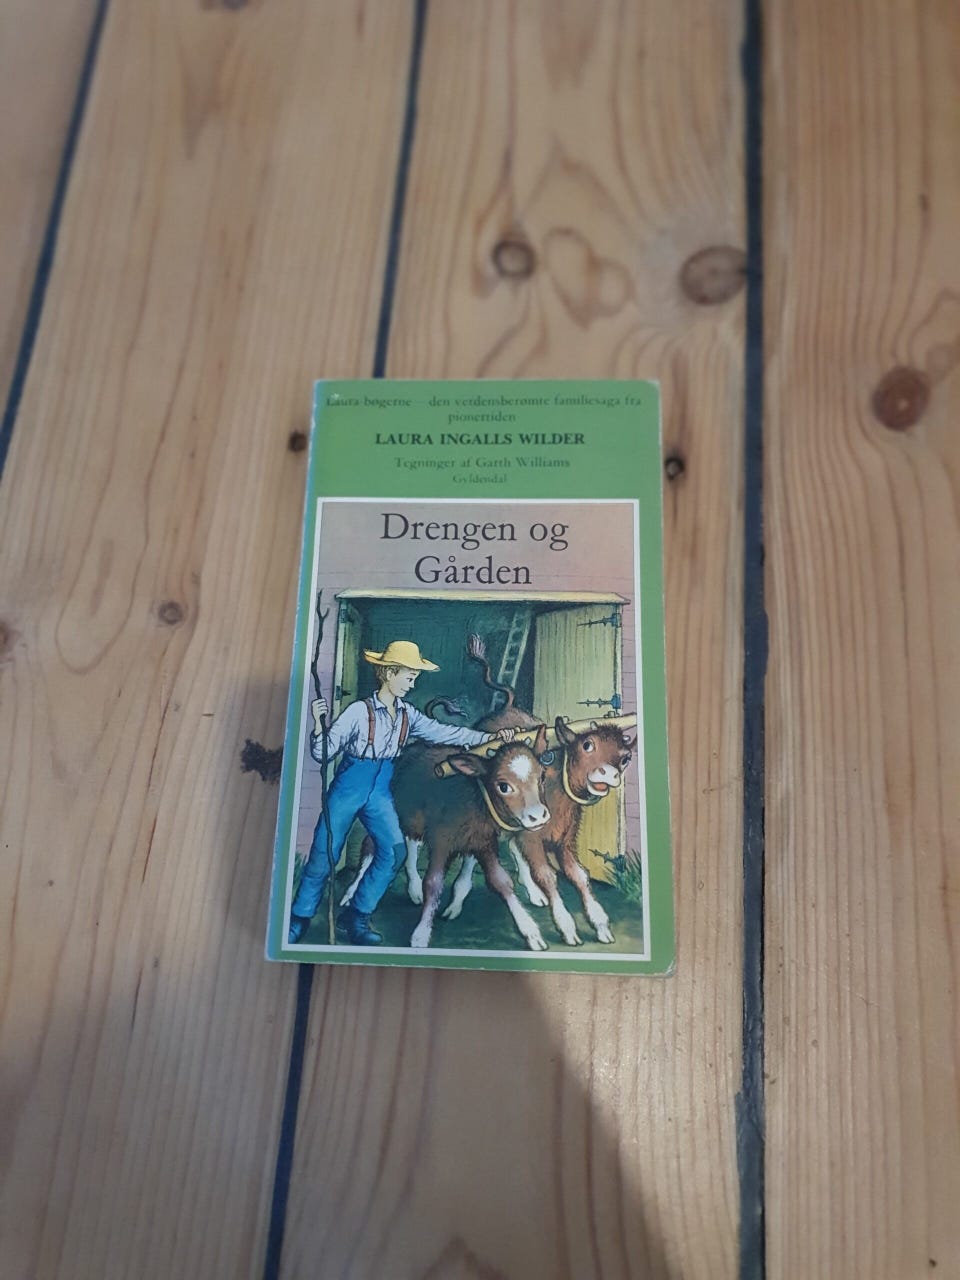 Laura-bøgerne – den verdensberømte familiesaga fra
pionertiden
LAURA INGALLS WILDER
Tegninger af Garth Williams
Gyldendal
Drengen og
Gården